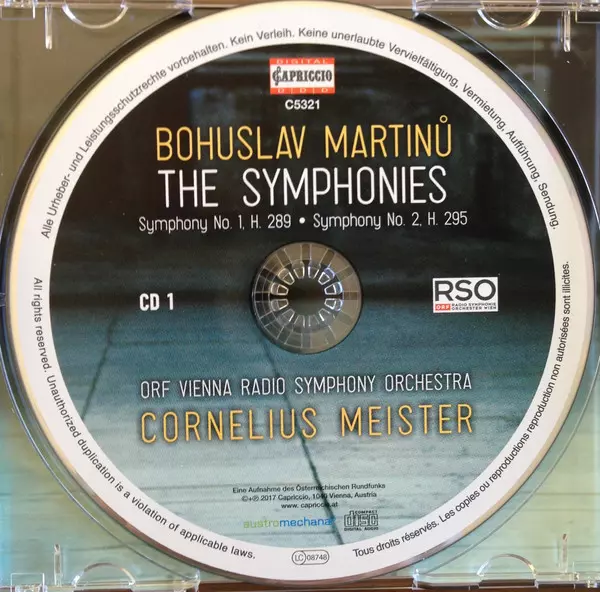 Alle Urheber- und Leistungsschutzrechte vorbehalten. Kein Verleih. Keine unerlaubte Vervielfältigung, Vermietung, Aufführung, Sendung.
DIGITAL
CAPRICCIO
DDD
C5321
BOHUSLAV MARTINŮ
THE SYMPHONIES
Symphony No. 1, H. 289 • Symphony No. 2, H. 295
CD 1
RSO
ORF RADIO SYMPHONIE
ORCHESTER WIEN
ORF VIENNA RADIO SYMPHONY ORCHESTRA
CORNELIUS MEISTER
Eine Aufnahme des Österreichischen Rundfunks
©+℗ 2017 Capriccio, 1040 Vienna, Austria
www.capriccio.at
austromechana
COMPACT
disc
DIGITAL AUDIO
LC 08748
All rights reserved. Unauthorized duplication is a violation of applicable laws.
Tous droits réservés. Les copies ou reproductions reproduction non autorisées sont illicites.